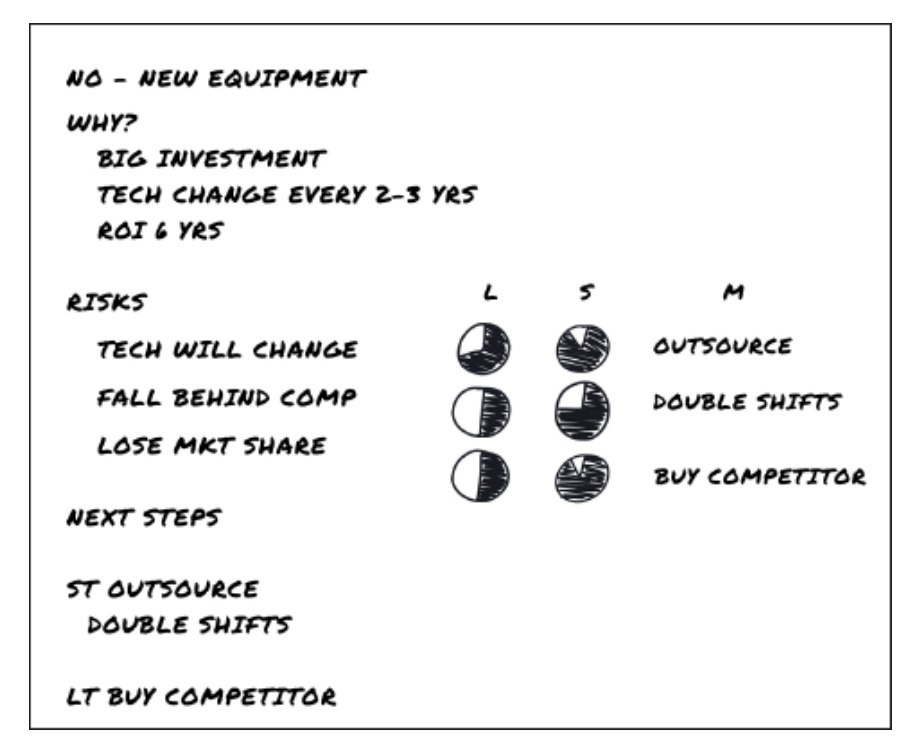 NO - NEW EQUIPMENT
WHY?
BIG INVESTMENT
TECH CHANGE EVERY 2-3 YRS
ROI 6 YRS
RISKS L S M
TECH WILL CHANGE OUTSOURCE
FALL BEHIND COMP DOUBLE SHIFTS
LOSE MKT SHARE BUY COMPETITOR
NEXT STEPS
ST OUTSOURCE
DOUBLE SHIFTS
LT BUY COMPETITOR